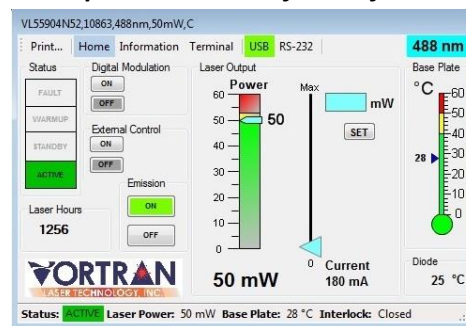 VL55904N52,10863,488nm,50mW,C
Print... Home Information Terminal USB RS-232 488 nm
Status Digital Modulation Laser Output Base Plate
FAULT
WARMUP
STANDBY
ACTIVE
ON
OFF
External Control
ON
OFF
Emission
ON
OFF
Laser Hours
1256
VORTRAN
LASER TECHNOLOGY, INC.
Power
60
50
40
30
20
10
0
50
50 mW
Max
0
mW
SET
Current
180 mA
°C
60
50
40
30
20
10
0
28
Diode
25 °C
Status: ACTIVE Laser Power: 50 mW Base Plate: 28 °C Interlock: Closed